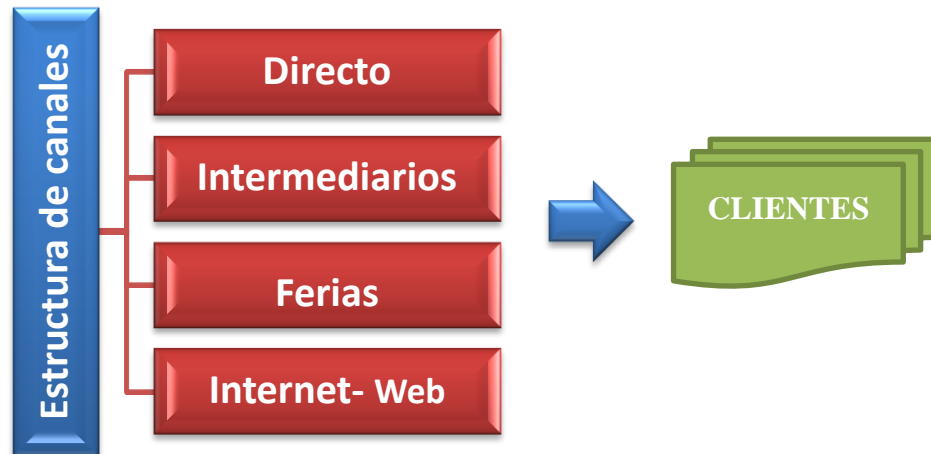 Estructura de canales
Directo
Intermediarios
Ferias
Internet- Web
CLIENTES